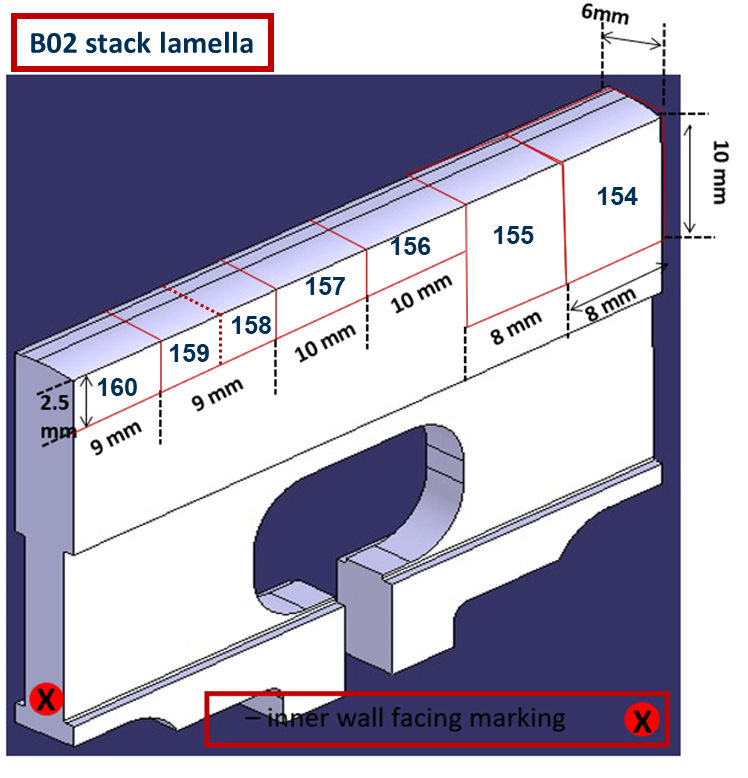 B02 stack lamella
6mm
10 mm
154
155
156
157
158
159
160
10 mm
10 mm
8 mm
8 mm
9 mm
9 mm
2.5
mm
X
– inner wall facing marking X